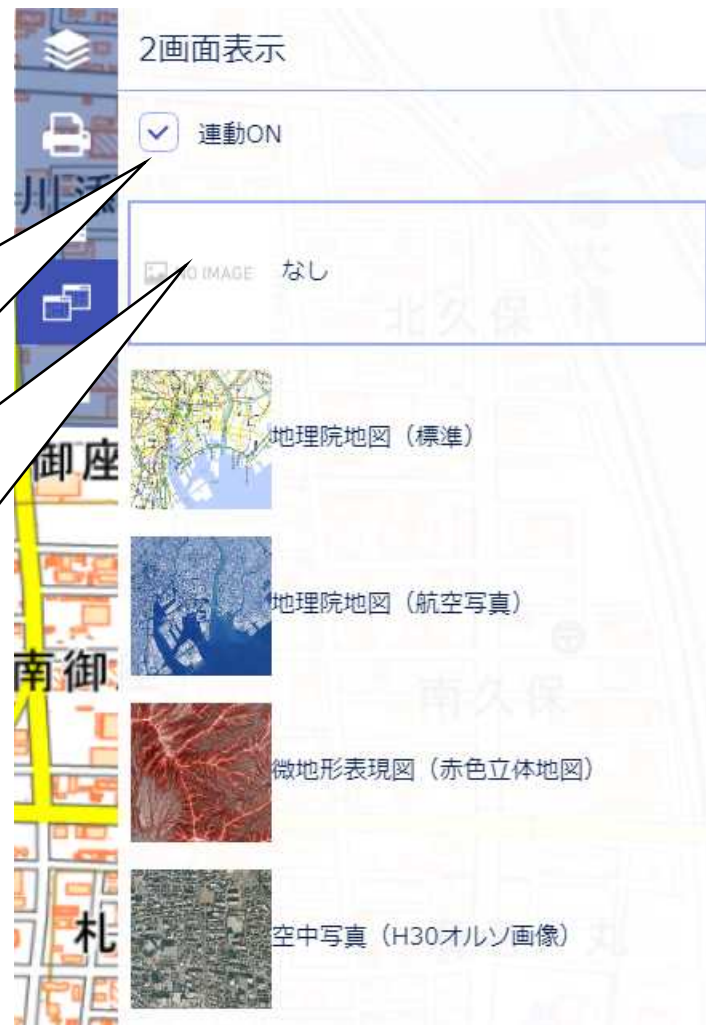 2画面表示
連動ON
川添
NO IMAGE なし
北久保
地理院地図（標準）
御座
地理院地図（航空写真）
南御
南久保
微地形表現図（赤色立体地図）
札
空中写真（H30オルソ画像）
丸